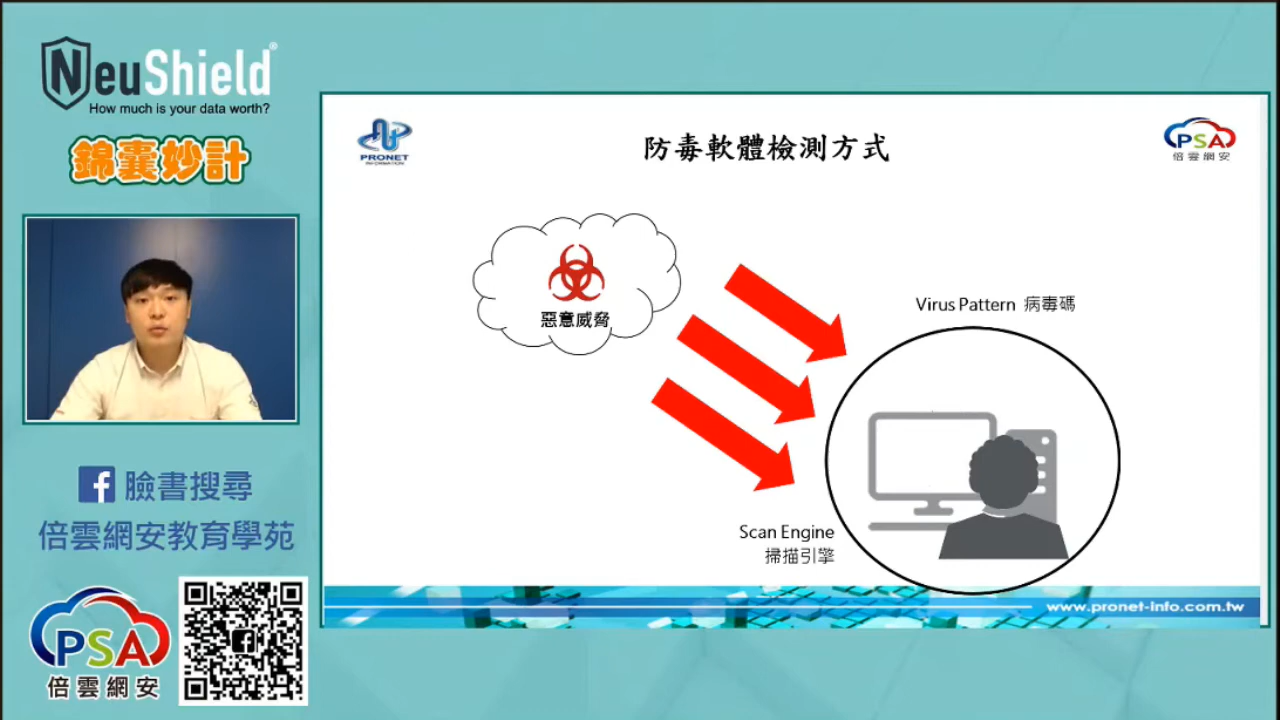 NeuShield®
How much is your data worth?
錦囊妙計
臉書搜尋
倍雲網安教育學苑
PSA
倍雲網安
PRONET
INFORMATION
防毒軟體檢測方式
PSA
倍雲網安
惡意威脅
Virus Pattern 病毒碼
Scan Engine
掃描引擎
www.pronet-info.com.tw